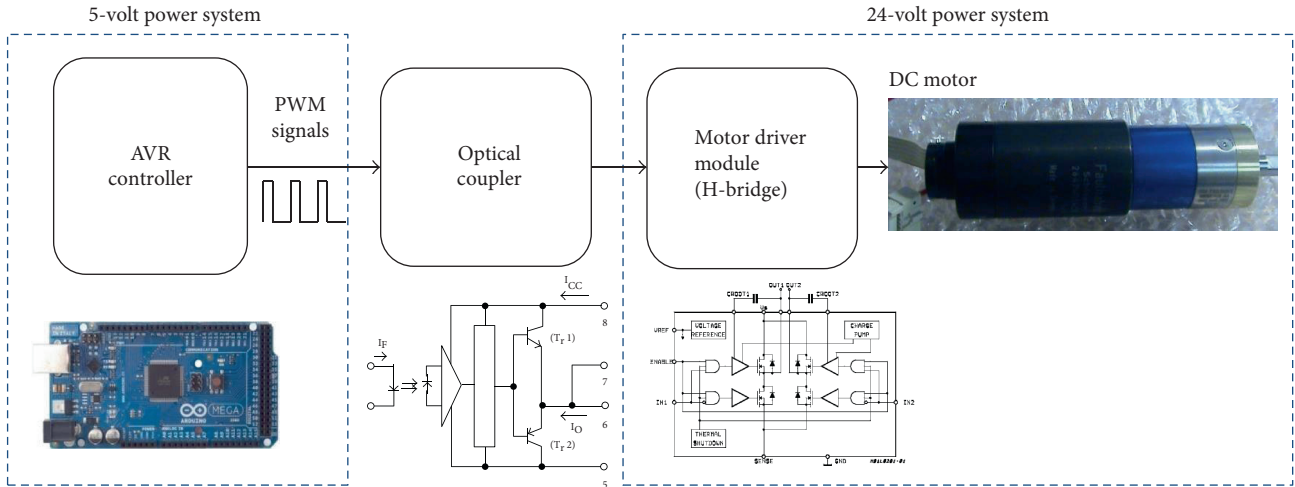 5-volt power system
24-volt power system
AVR
controller
PWM
signals
Optical
coupler
Motor driver
module
(H-bridge)
DC motor
ARDUINO
MEGA
I_F
I_CC
8
(T_r 1)
7
6
I_O
(T_r 2)
5
OUT1 OUT2
CBOOT1
CBOOT2
VREF
VOLTAGE
REFERENCE
CHARGE
PUMP
ENABLE
IN1
IN2
THERMAL
SHUTDOWN
SENSE
GND